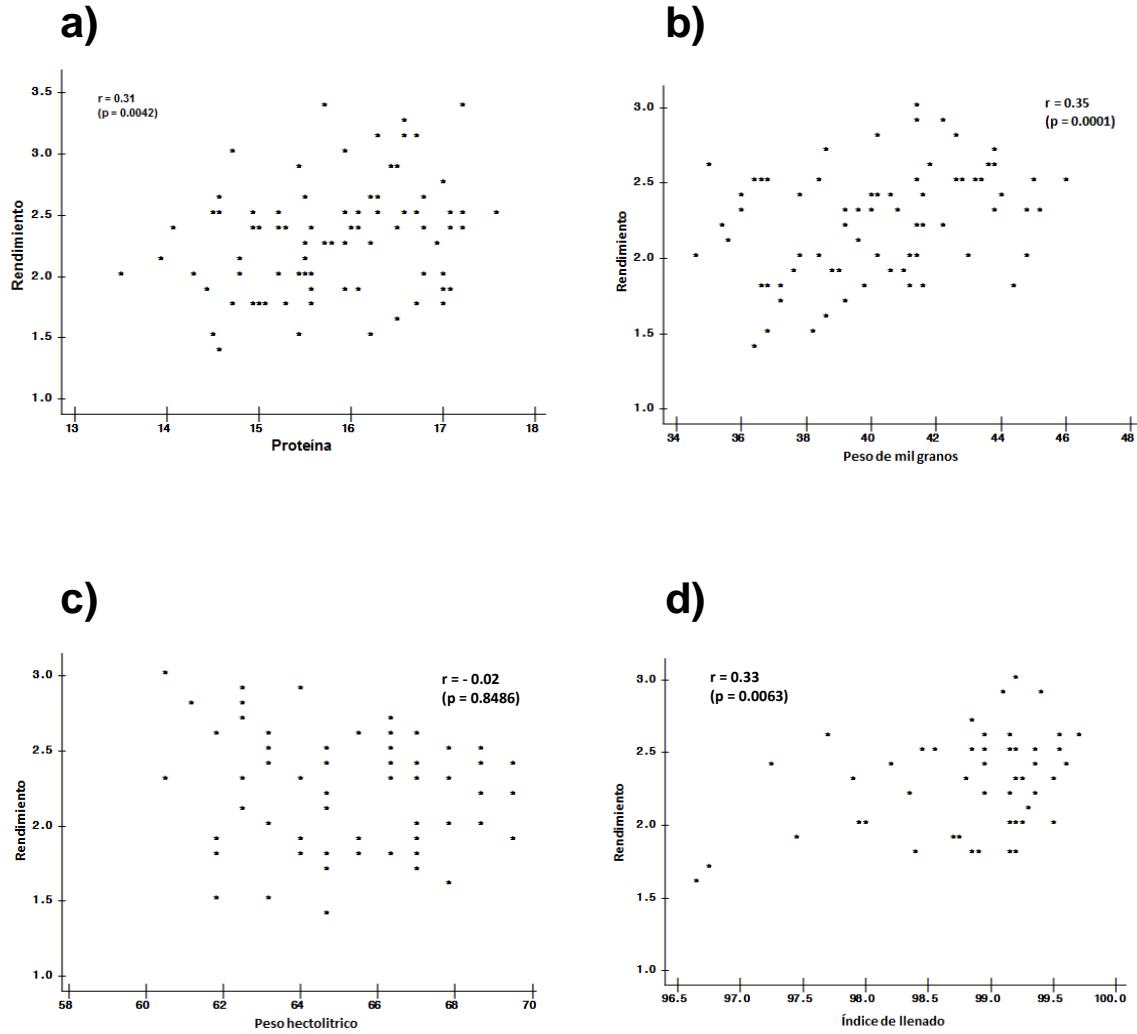 a)
r = 0.31
(p = 0.0042)
3.5
3.0
2.5
2.0
1.5
1.0
Rendimiento
13 14 15 16 17 18
Proteína
b)
r = 0.35
(p = 0.0001)
3.0
2.5
2.0
1.5
1.0
Rendimiento
34 36 38 40 42 44 46 48
Peso de mil granos
c)
r = - 0.02
(p = 0.8486)
3.0
2.5
2.0
1.5
1.0
Rendimiento
58 60 62 64 66 68 70
Peso hectolitrico
d)
r = 0.33
(p = 0.0063)
3.0
2.5
2.0
1.5
1.0
Rendimiento
96.5 97.0 97.5 98.0 98.5 99.0 99.5 100.0
Índice de llenado